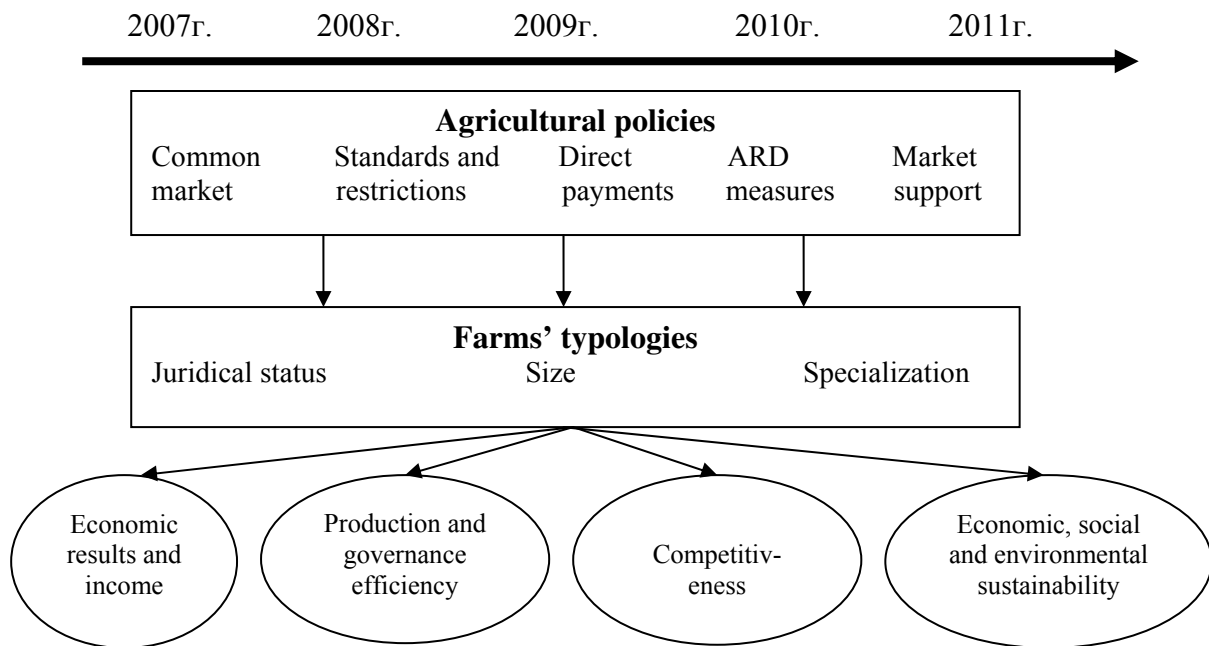 2007г. 2008г. 2009г. 2010г. 2011г.
Agricultural policies
Common market
Standards and restrictions
Direct payments
ARD measures
Market support
Farms’ typologies
Juridical status Size Specialization
Economic
results and
income
Production and
governance
efficiency
Competitiv-
eness
Economic, social
and environmental
sustainability